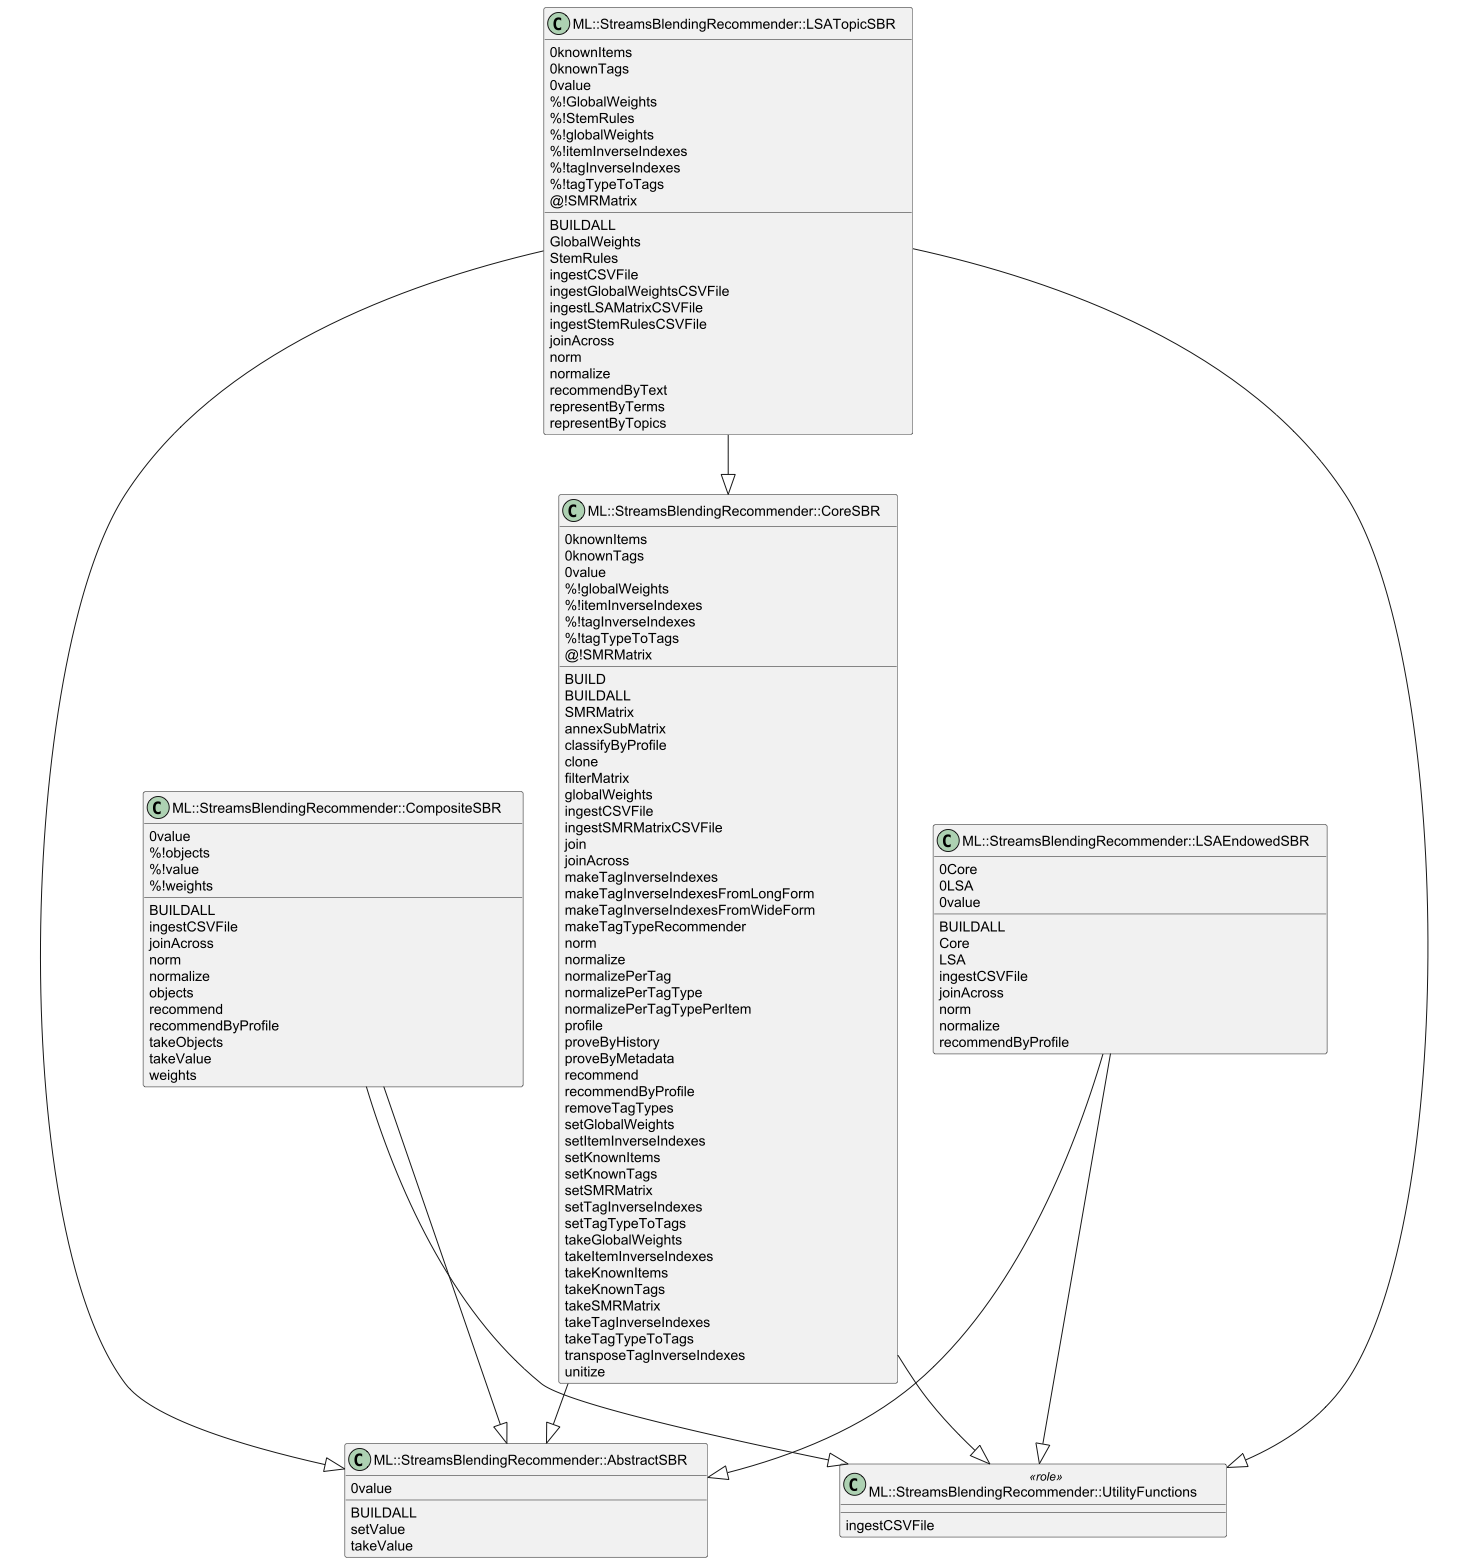 C ML::StreamsBlendingRecommender::LSATopicSBR
0knownItems
0knownTags
0value
%!GlobalWeights
%!StemRules
%!globalWeights
%!itemInverseIndexes
%!tagInverseIndexes
%!tagTypeToTags
@!SMRMatrix
BUILDALL
GlobalWeights
StemRules
ingestCSVFile
ingestGlobalWeightsCSVFile
ingestLSAMatrixCSVFile
ingestStemRulesCSVFile
joinAcross
norm
normalize
recommendByText
representByTerms
representByTopics
C ML::StreamsBlendingRecommender::CoreSBR
0knownItems
0knownTags
0value
%!globalWeights
%!itemInverseIndexes
%!tagInverseIndexes
%!tagTypeToTags
@!SMRMatrix
BUILD
BUILDALL
SMRMatrix
annexSubMatrix
classifyByProfile
clone
filterMatrix
globalWeights
ingestCSVFile
ingestSMRMatrixCSVFile
join
joinAcross
makeTagInverseIndexes
makeTagInverseIndexesFromLongForm
makeTagInverseIndexesFromWideForm
makeTagTypeRecommender
norm
normalize
normalizePerTag
normalizePerTagType
normalizePerTagTypePerItem
profile
proveByHistory
proveByMetadata
recommend
recommendByProfile
removeTagTypes
setGlobalWeights
setItemInverseIndexes
setKnownItems
setKnownTags
setSMRMatrix
setTagInverseIndexes
setTagTypeToTags
takeGlobalWeights
takeItemInverseIndexes
takeKnownItems
takeKnownTags
takeSMRMatrix
takeTagInverseIndexes
takeTagTypeToTags
transposeTagInverseIndexes
unitize
C ML::StreamsBlendingRecommender::CompositeSBR
0value
%!objects
%!value
%!weights
BUILDALL
ingestCSVFile
joinAcross
norm
normalize
objects
recommend
recommendByProfile
takeObjects
takeValue
weights
C ML::StreamsBlendingRecommender::LSAEndowedSBR
0Core
0LSA
0value
BUILDALL
Core
LSA
ingestCSVFile
joinAcross
norm
normalize
recommendByProfile
C ML::StreamsBlendingRecommender::AbstractSBR
0value
BUILDALL
setValue
takeValue
«role»
C ML::StreamsBlendingRecommender::UtilityFunctions
ingestCSVFile